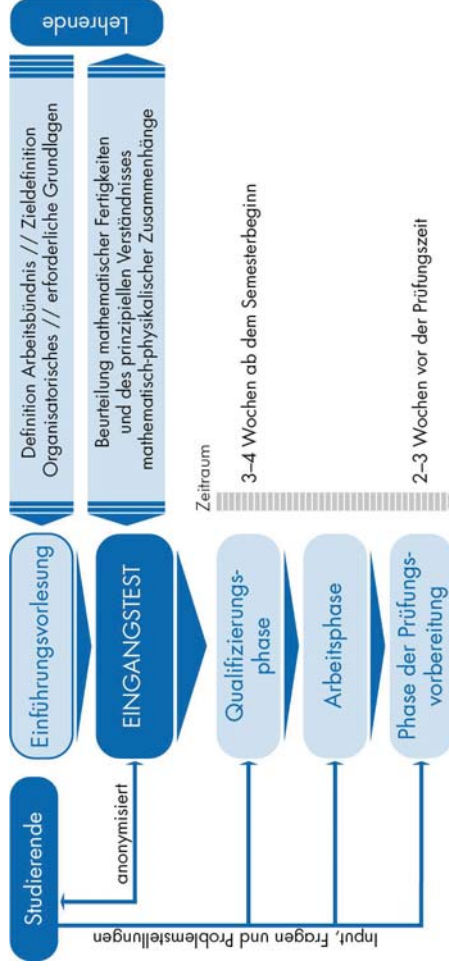 Studierende
Einführungsvorlesung
Definition Arbeitsbündnis // Zieldefinition
Organisatorisches // erforderliche Grundlagen
Lehrende
anonymisiert
EINGANGSTEST
Beurteilung mathematischer Fertigkeiten
und des prinzipiellen Verständnisses
mathematisch-physikalischer Zusammenhänge
Input, Fragen und Problemstellungen
Zeitraum
Qualifizierungs-
phase
3–4 Wochen ab dem Semesterbeginn
Arbeitsphase
Phase der Prüfungs-
vorbereitung
2–3 Wochen vor der Prüfungszeit